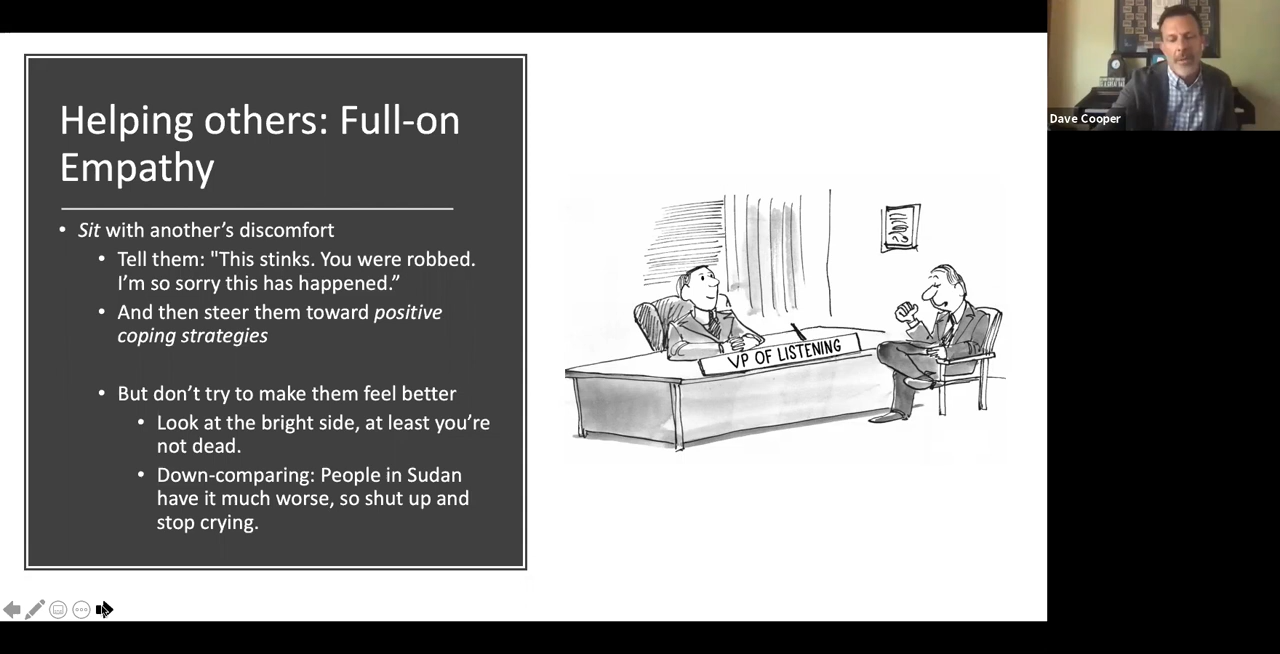 Helping others: Full-on
Empathy
• Sit with another’s discomfort
• Tell them: "This stinks. You were robbed.
I’m so sorry this has happened.”
• And then steer them toward positive
coping strategies
• But don’t try to make them feel better
• Look at the bright side, at least you’re
not dead.
• Down-comparing: People in Sudan
have it much worse, so shut up and
stop crying.
VP OF LISTENING
Dave Cooper